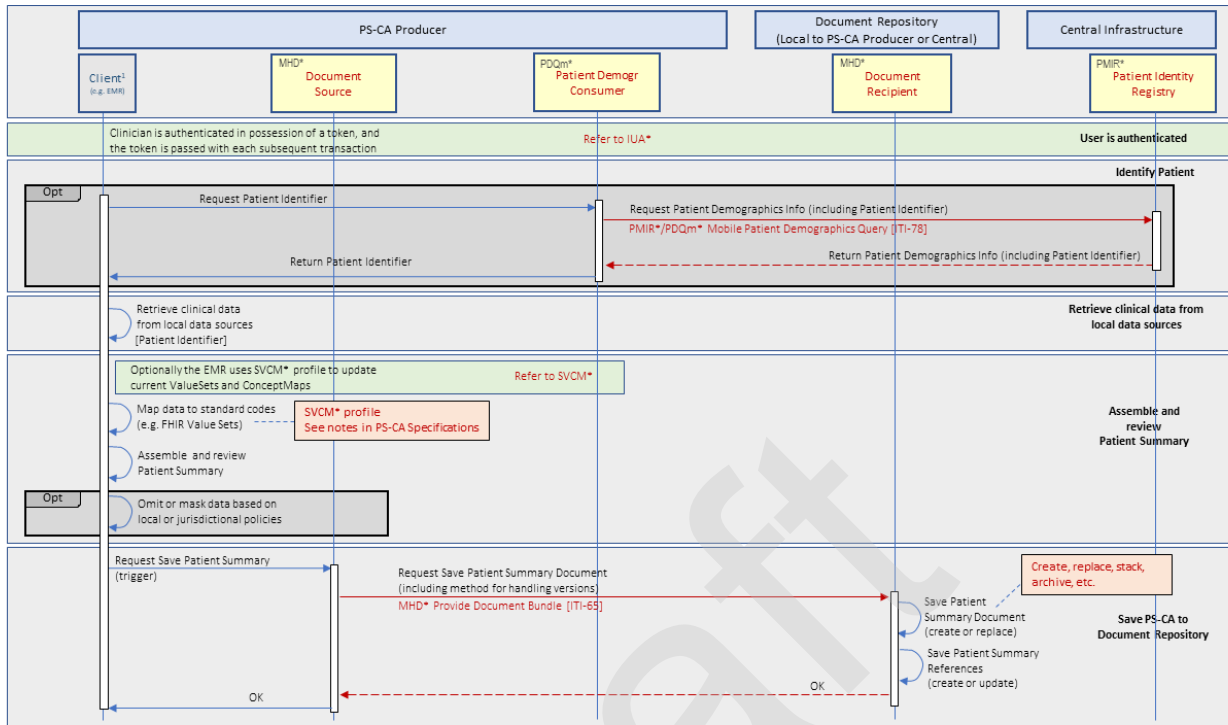 PS-CA Producer
Document Repository
(Local to PS-CA Producer or Central)
Central Infrastructure
Client¹
(e.g. EMR)
MHD*
Document
Source
PDQm*
Patient Demogr
Consumer
MHD*
Document
Recipient
PMIR*
Patient Identity
Registry
Clinician is authenticated in possession of a token, and
the token is passed with each subsequent transaction
Refer to IUA*
User is authenticated
Identify Patient
Opt
Request Patient Identifier
Request Patient Demographics Info (including Patient Identifier)
PMIR*/PDQm* Mobile Patient Demographics Query [ITI-78]
Return Patient Demographics Info (including Patient Identifier)
Return Patient Identifier
Retrieve clinical data
from local data sources
[Patient Identifier]
Retrieve clinical data from
local data sources
Optionally the EMR uses SVCM* profile to update
current ValueSets and ConceptMaps
Refer to SVCM*
Map data to standard codes
(e.g. FHIR Value Sets)
SVCM* profile
See notes in PS-CA Specifications
Assemble and
review
Patient Summary
Assemble and review
Patient Summary
Opt
Omit or mask data based on
local or jurisdictional policies
Request Save Patient Summary
(trigger)
Request Save Patient Summary Document
(including method for handling versions)
MHD* Provide Document Bundle [ITI-65]
Create, replace, stack,
archive, etc.
Save Patient
Summary Document
(create or replace)
Save PS-CA to
Document Repository
Save Patient Summary
References
(create or update)
OK
OK